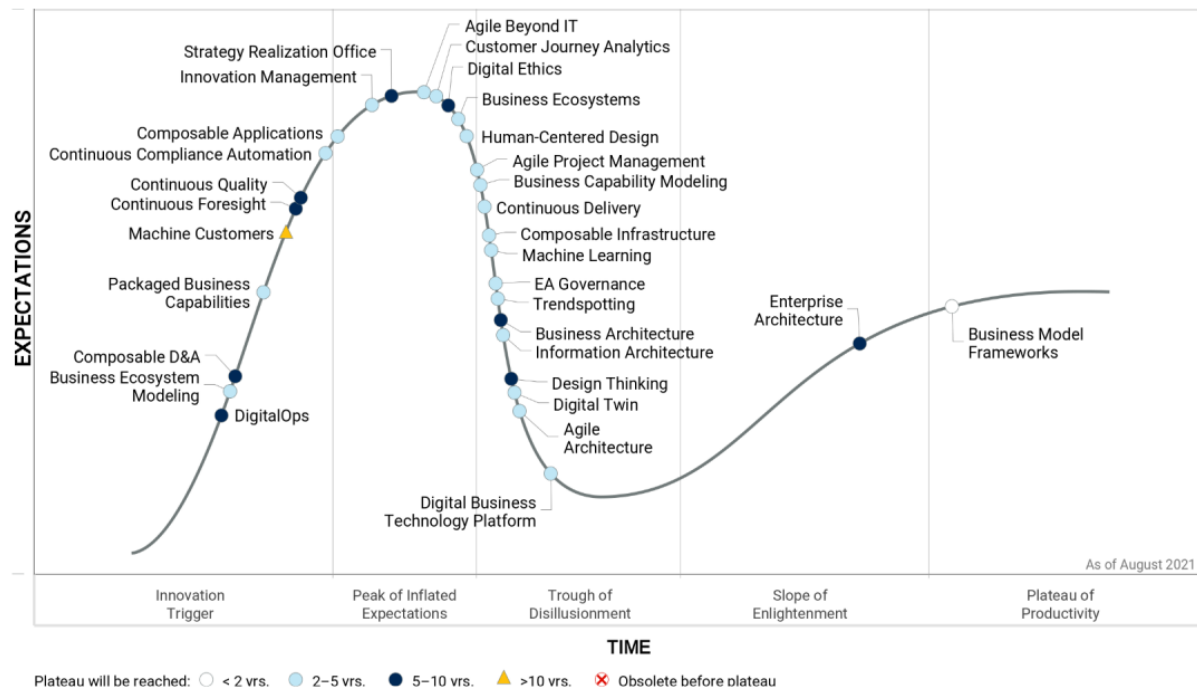 Agile Beyond IT
Strategy Realization Office
Customer Journey Analytics
Innovation Management
Digital Ethics
Business Ecosystems
Composable Applications
Human-Centered Design
Continuous Compliance Automation
Agile Project Management
Continuous Quality
Business Capability Modeling
Continuous Foresight
Continuous Delivery
Machine Customers
Composable Infrastructure
Machine Learning
Packaged Business
Capabilities
EA Governance
Trendspotting
Enterprise
Architecture
Business Architecture
Information Architecture
Business Model
Frameworks
Composable D&A
Business Ecosystem
Modeling
Design Thinking
Digital Twin
DigitalOps
Agile
Architecture
Digital Business
Technology Platform
EXPECTATIONS
As of August 2021
Innovation
Trigger
Peak of Inflated
Expectations
Trough of
Disillusionment
Slope of
Enlightenment
Plateau of
Productivity
TIME
Plateau will be reached: < 2 yrs. 2–5 yrs. 5–10 yrs. >10 yrs. Obsolete before plateau